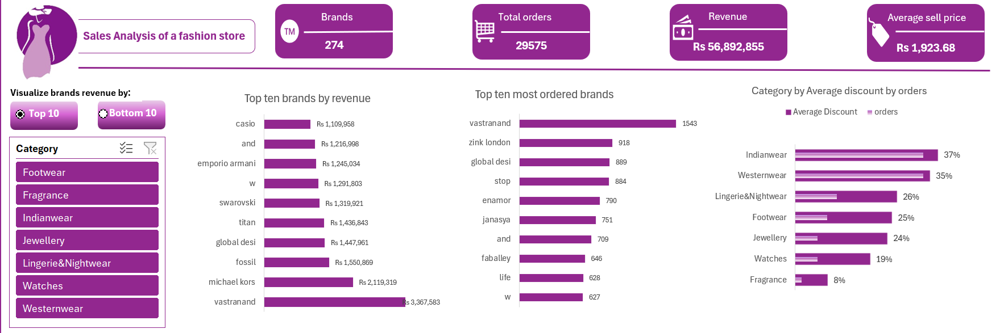 Sales Analysis of a fashion store
TM
Brands
274
Total orders
29575
Revenue
Rs 56,892,855
Average sell price
Rs 1,923.68
Visualize brands revenue by:
Top 10
Bottom 10
Category
Footwear
Fragrance
Indianwear
Jewellery
Lingerie&Nightwear
Watches
Westernwear
Top ten brands by revenue
casio Rs 1,109,958
and Rs 1,216,998
emporio armani Rs 1,245,034
w Rs 1,291,803
swarovski Rs 1,319,921
titan Rs 1,436,843
global desi Rs 1,447,961
fossil Rs 1,550,869
michael kors Rs 2,119,319
vastranand Rs 3,367,583
Top ten most ordered brands
vastranand 1543
zink london 918
global desi 889
stop 884
enamor 790
janasya 751
and 709
faballey 646
life 628
w 627
Category by Average discount by orders
Average Discount orders
Indianwear 37%
Westernwear 35%
Lingerie&Nightwear 26%
Footwear 25%
Jewellery 24%
Watches 19%
Fragrance 8%